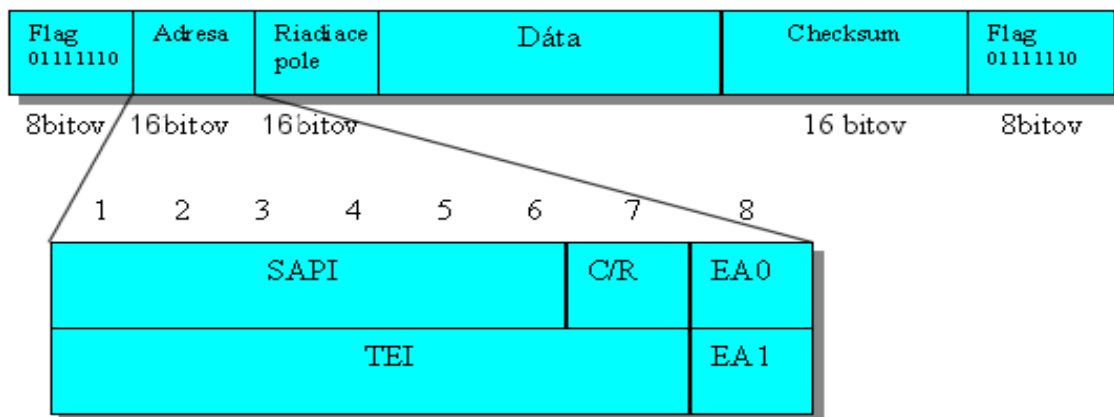 Flag
01111110
Adresa
Riadiace
pole
Dáta
Checksum
Flag
01111110
8bitov 16bitov 16bitov 16 bitov 8bitov
1 2 3 4 5 6 7 8
SAPI C/R EA0
TEI EA1